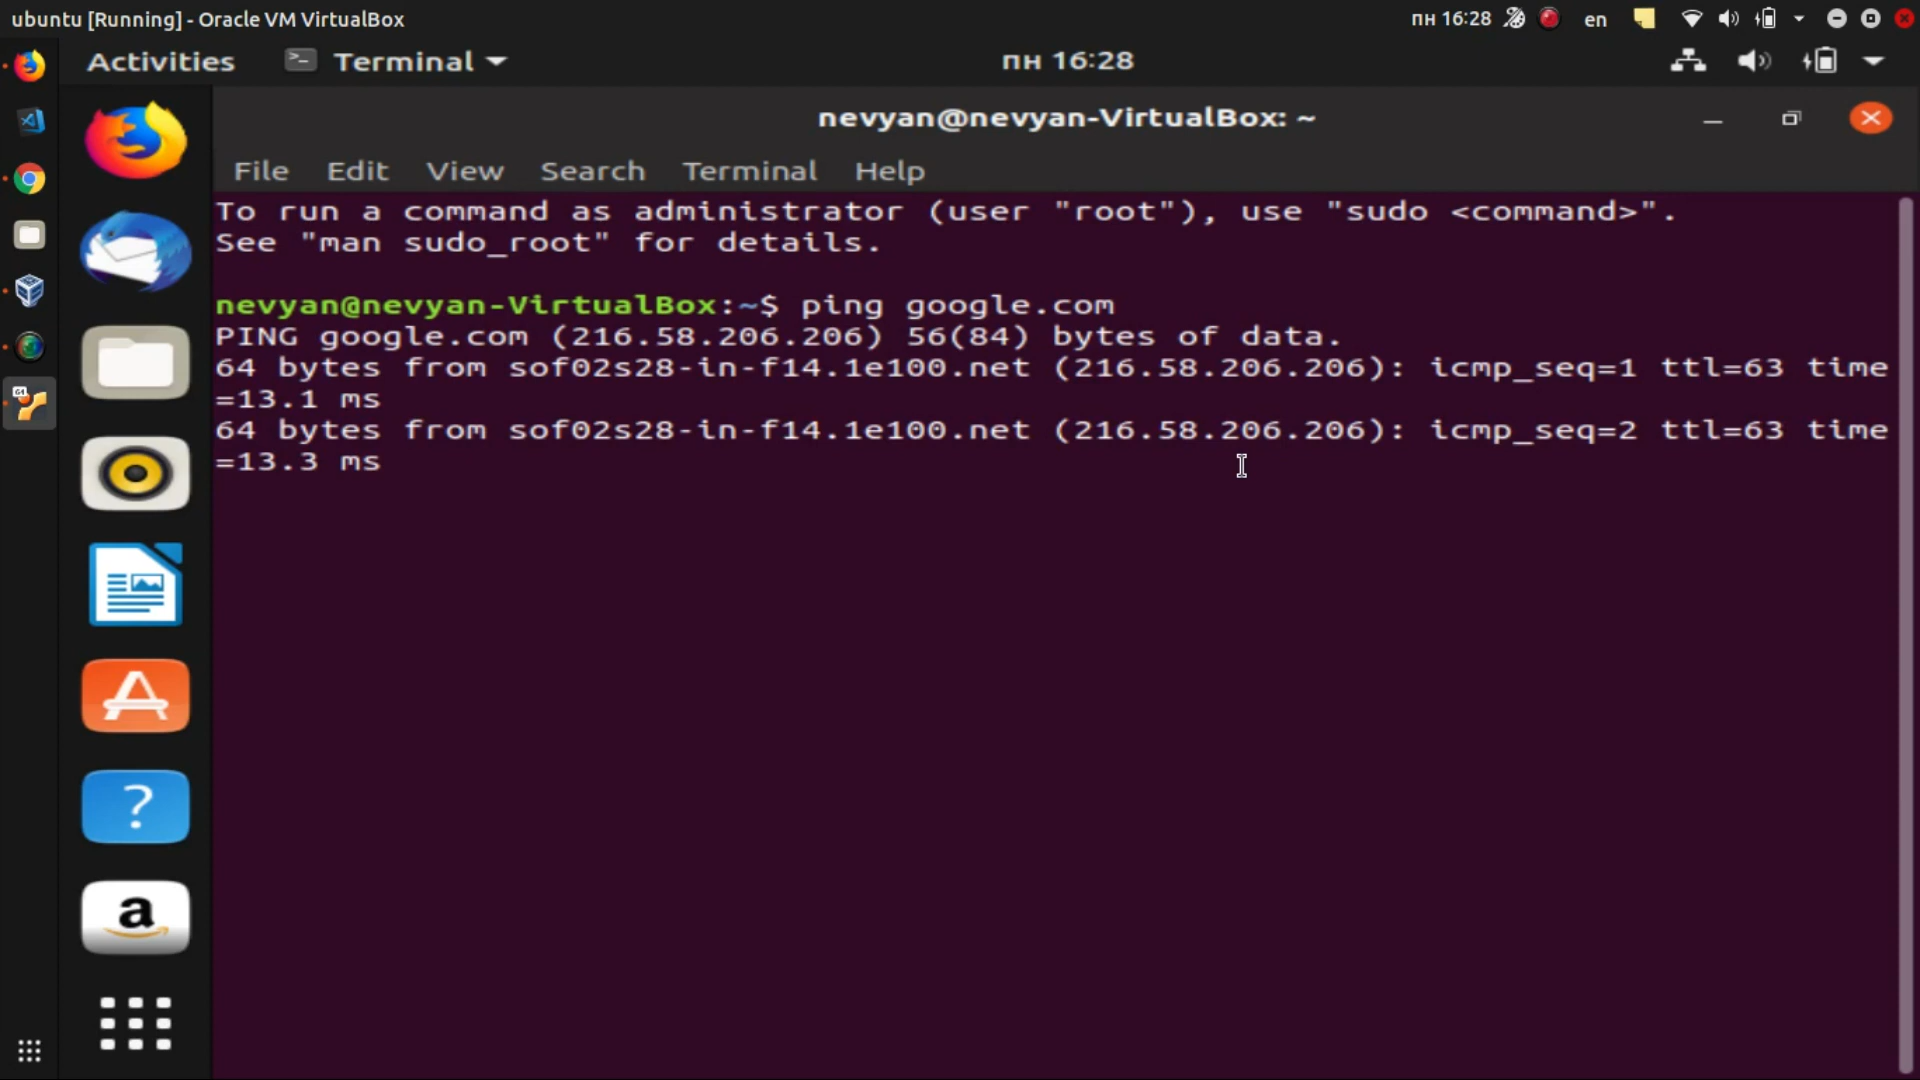 ubuntu [Running] - Oracle VM VirtualBox
пн 16:28
en
Activities
Terminal
пн 16:28
nevyan@nevyan-VirtualBox: ~
File Edit View Search Terminal Help
To run a command as administrator (user "root"), use "sudo <command>".
See "man sudo_root" for details.
nevyan@nevyan-VirtualBox:~$ ping google.com
PING google.com (216.58.206.206) 56(84) bytes of data.
64 bytes from sof02s28-in-f14.1e100.net (216.58.206.206): icmp_seq=1 ttl=63 time
=13.1 ms
64 bytes from sof02s28-in-f14.1e100.net (216.58.206.206): icmp_seq=2 ttl=63 time
=13.3 ms